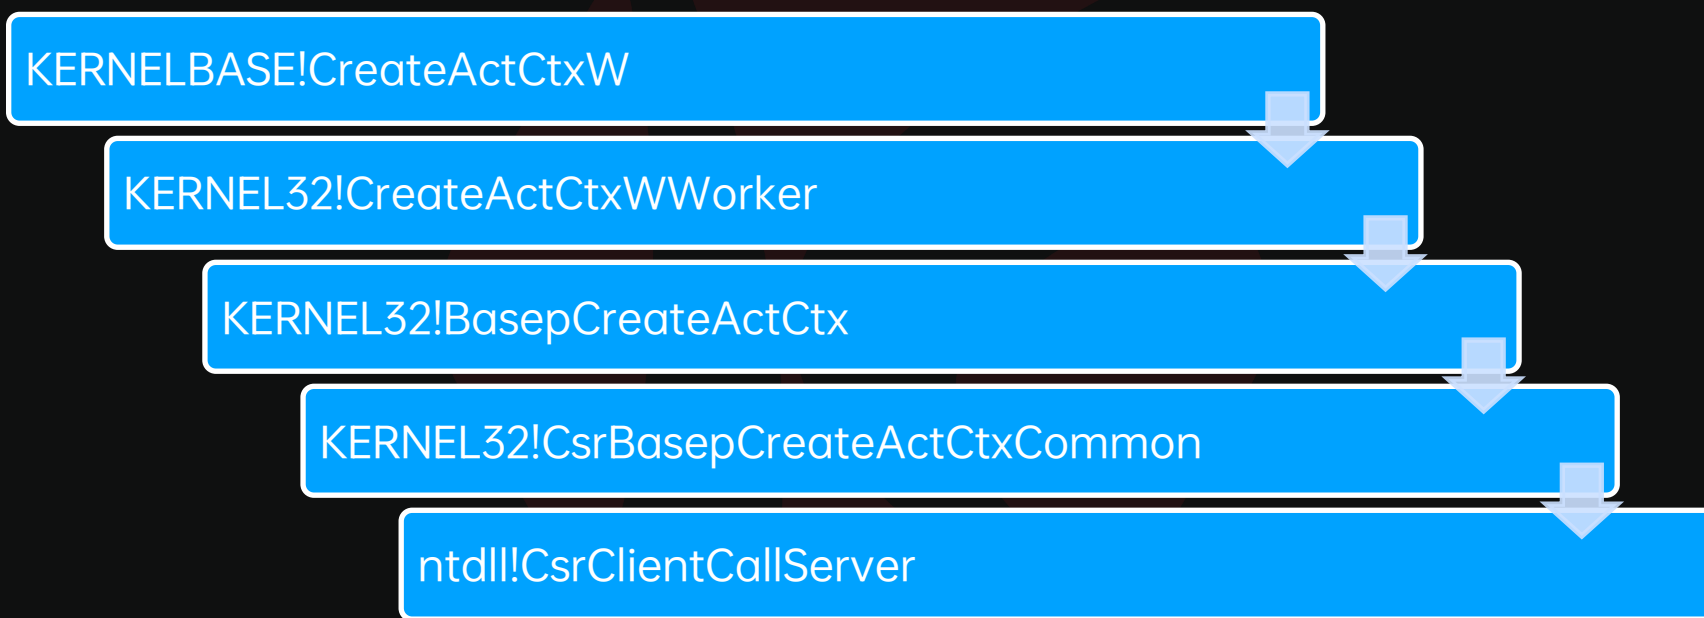 KERNELBASE!CreateActCtxW
KERNEL32!CreateActCtxWWorker
KERNEL32!BasepCreateActCtx
KERNEL32!CsrBasepCreateActCtxCommon
ntdll!CsrClientCallServer